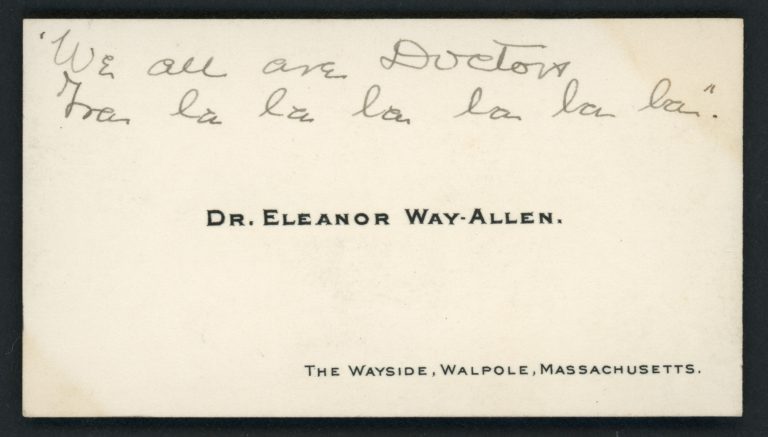 "We all are Doctors
Tra la la la la la la".
Dr. Eleanor Way-Allen.
The Wayside, Walpole, Massachusetts.